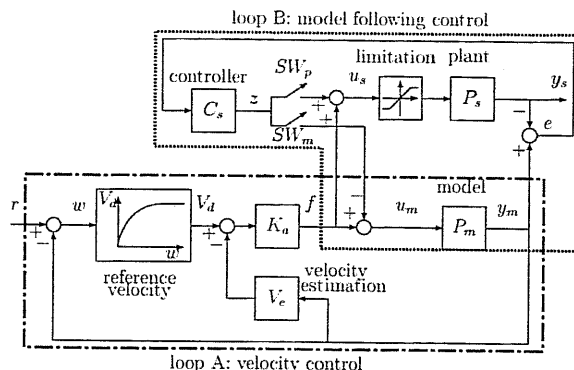 loop B: model following control
limitation plant
controller
SW_p
u_s
y_s
C_s
z
P_s
e
SW_m
+
+
−
+
−
model
r
w
V_d
V_d
f
u_m
y_m
K_a
P_m
w
+
−
+
−
+
reference
velocity
V_e
velocity
estimation
loop A: velocity control